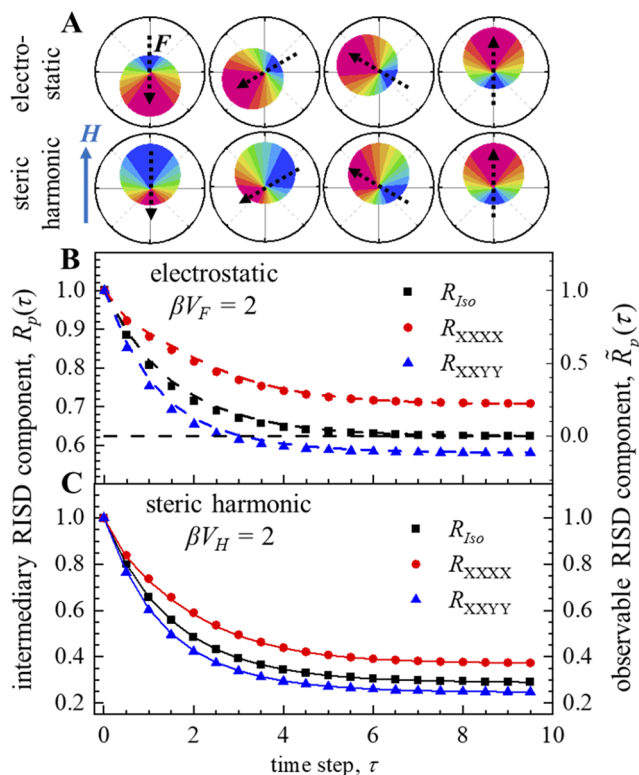 A
electro-
static
F
H
steric
harmonic
B
electrostatic
βV_F = 2
R_Iso
R_XXXX
R_XXYY
1.0
0.9
0.8
0.7
0.6
1.0
0.5
0.0
C
steric harmonic
βV_H = 2
R_Iso
R_XXXX
R_XXYY
1.0
0.8
0.6
0.4
0.2
1.0
0.8
0.6
0.4
0.2
0 2 4 6 8 10
time step, τ
intermediary RISD component, R_p(τ)
observable RISD component, R̃_p(τ)